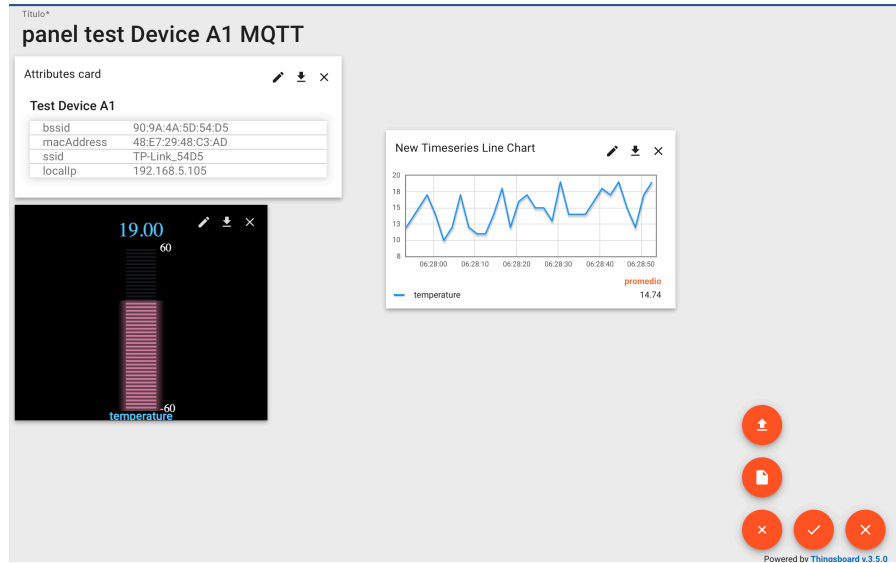 Título*
panel test Device A1 MQTT
Attributes card
Test Device A1
bssid 90:9A:4A:5D:54:D5
macAddress 48:E7:29:48:C3:AD
ssid TP-Link_54D5
localIp 192.168.5.105
19.00
60
-60
temperature
New Timeseries Line Chart
20
18
15
13
10
8
06:28:00 06:28:10 06:28:20 06:28:30 06:28:40 06:28:50
promedio
temperature 14.74
Powered by Thingsboard v.3.5.0